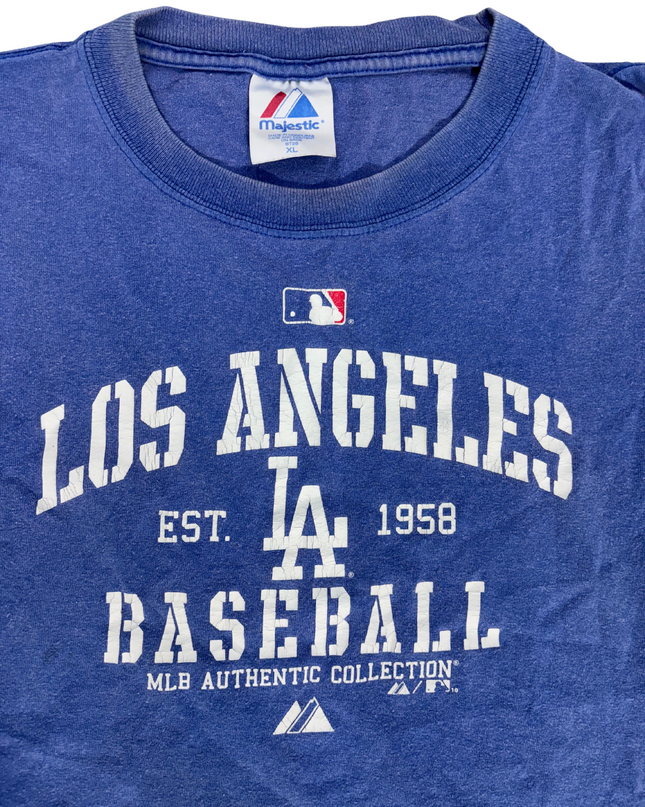 Majestic®
XL
LOS ANGELES
EST. LA 1958
BASEBALL
MLB AUTHENTIC COLLECTION®